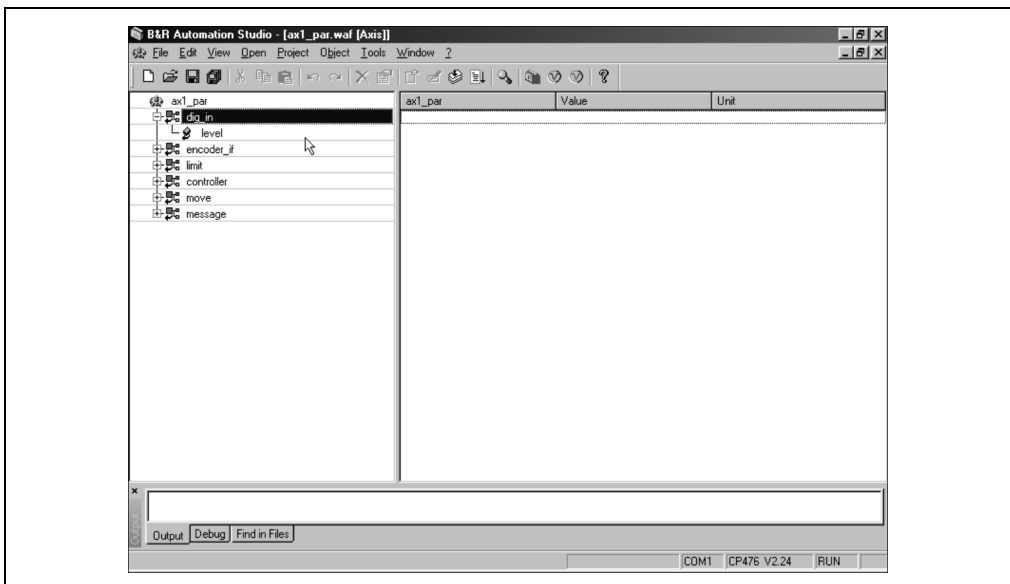 B&R Automation Studio - [ax1_par.waf [Axis]]
File Edit View Open Project Object Tools Window ?
ax1_par
dig_in
level
encoder_if
limit
controller
move
message
ax1_par Value Unit
Output
Output Debug Find in Files
COM1 CP476 V2.24 RUN